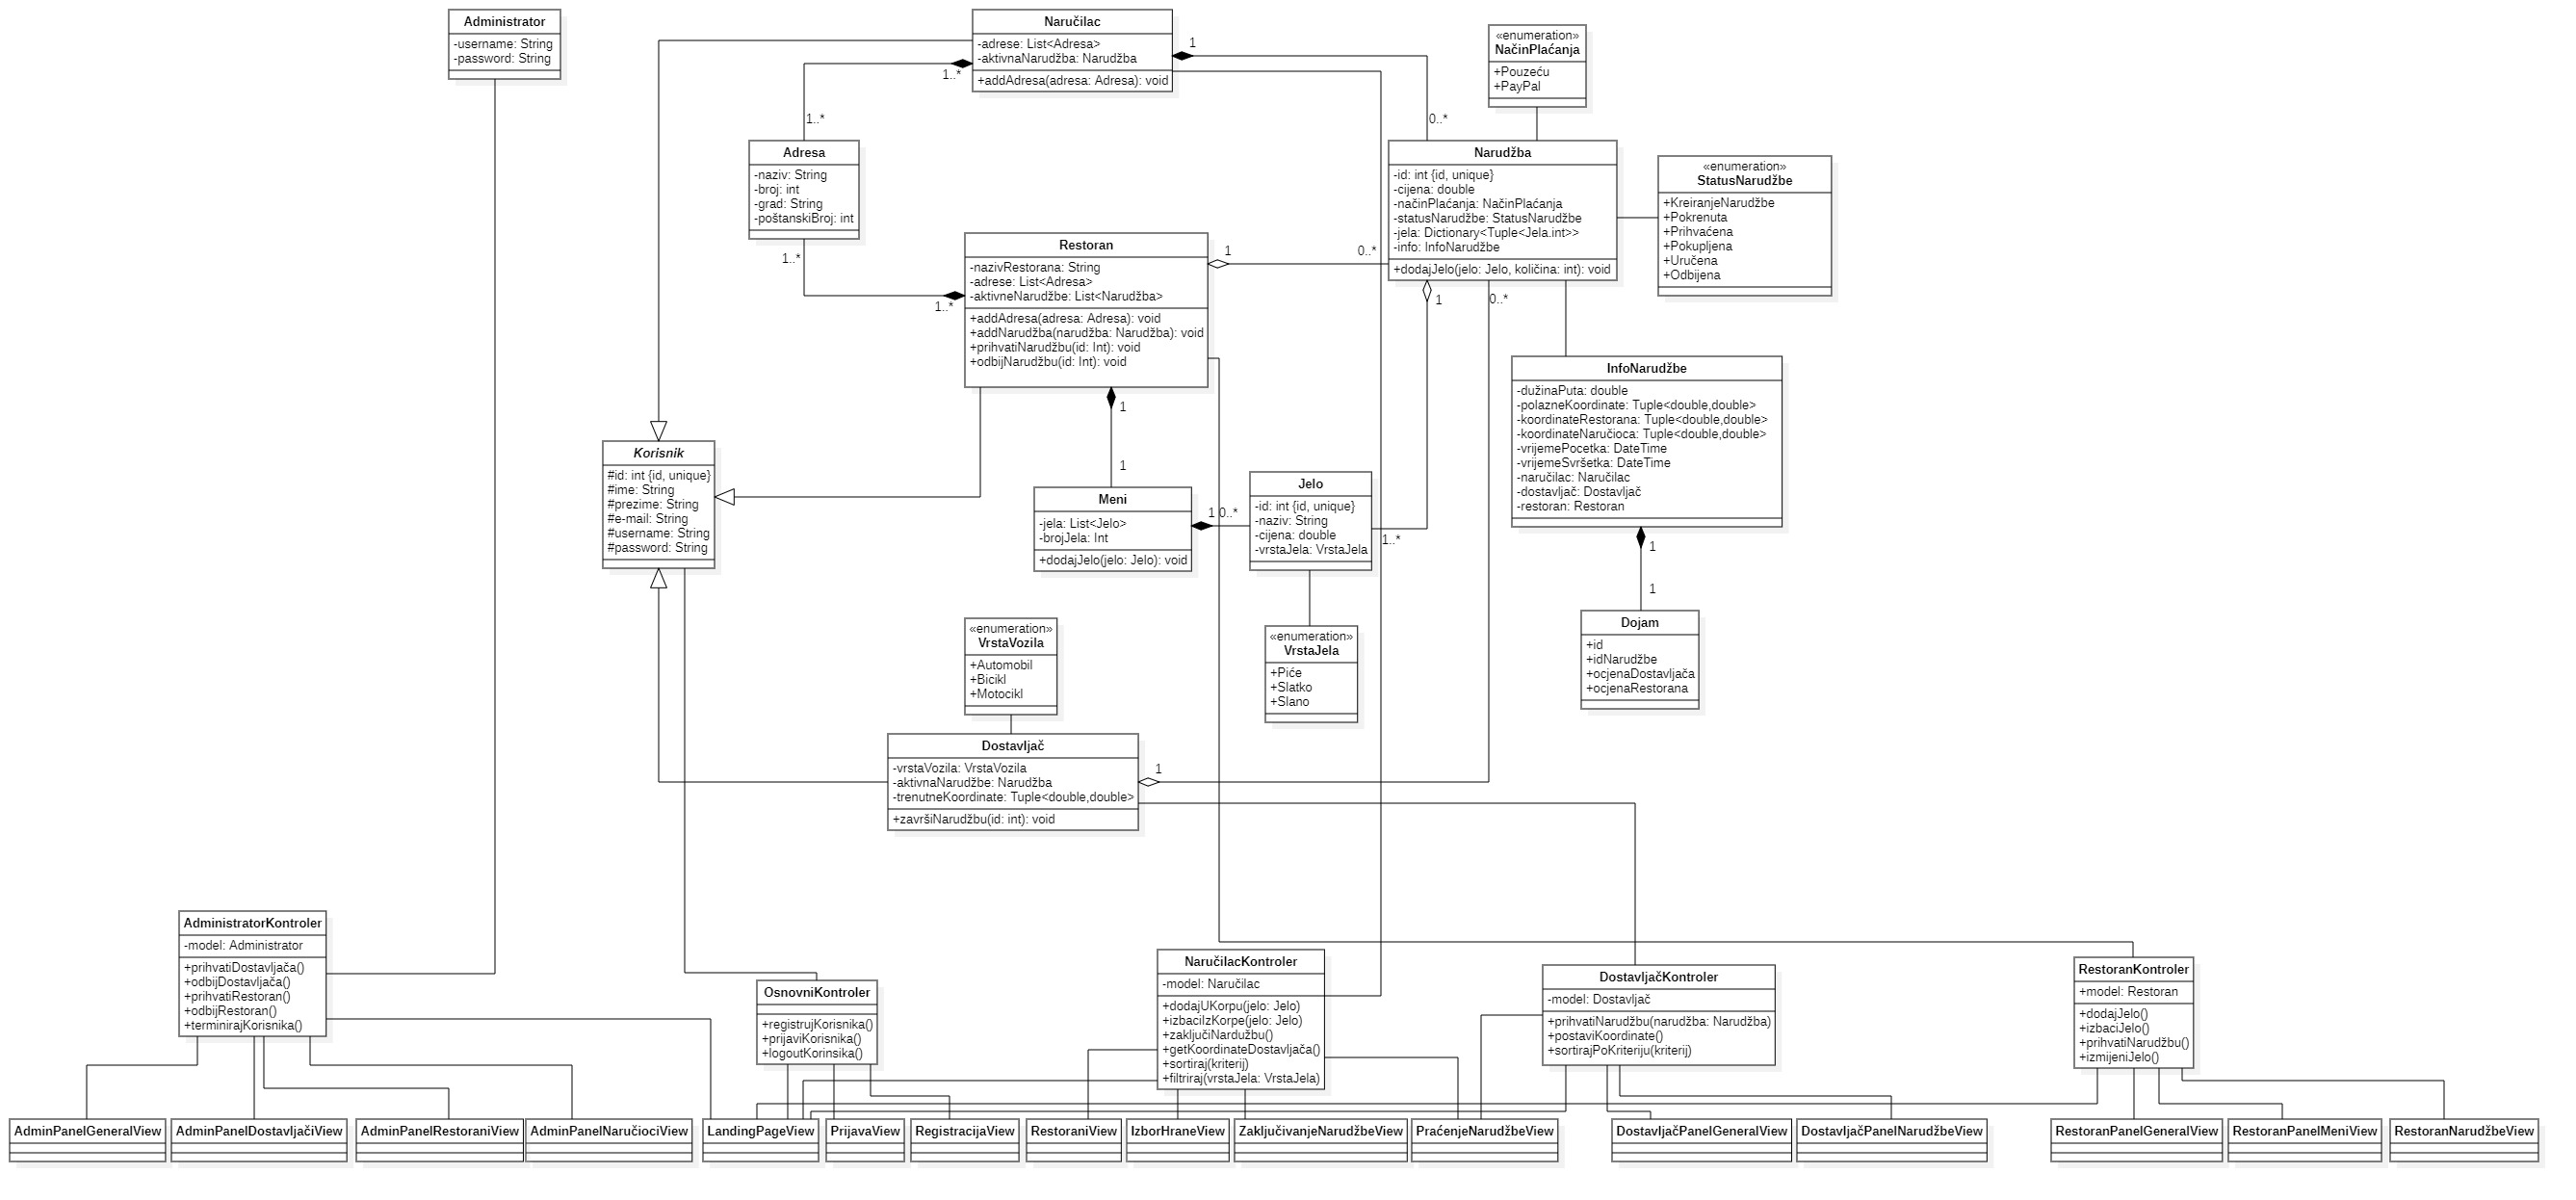 Administrator
-username: String
-password: String
Naručilac
-adrese: List<Adresa>
-aktivnaNarudžba: Narudžba
+addAdresa(adresa: Adresa): void
1
1..*
1..*
0..*
«enumeration»
NačinPlaćanja
+Pouzeću
+PayPal
Adresa
-naziv: String
-broj: int
-grad: String
-poštanskiBroj: int
1..*
1..*
Narudžba
-id: int {id, unique}
-cijena: double
-načinPlaćanja: NačinPlaćanja
-statusNarudžbe: StatusNarudžbe
-jela: Dictionary<Tuple<Jela.int>>
-info: InfoNarudžbe
+dodajJelo(jelo: Jelo, količina: int): void
«enumeration»
StatusNarudžbe
+KreiranjeNarudžbe
+Pokrenuta
+Prihvaćena
+Pokupljena
+Uručena
+Odbijena
Restoran
-nazivRestorana: String
-adrese: List<Adresa>
-aktivneNarudžbe: List<Narudžba>
+addAdresa(adresa: Adresa): void
+addNarudžba(narudžba: Narudžba): void
+prihvatiNarudžbu(id: Int): void
+odbijNarudžbu(id: Int): void
1
0..*
1
0..*
1
1
InfoNarudžbe
-dužinaPuta: double
-polazneKoordinate: Tuple<double,double>
-koordinateRestorana: Tuple<double,double>
-koordinateNaručioca: Tuple<double,double>
-vrijemePocetka: DateTime
-vrijemeSvršetka: DateTime
-naručilac: Naručilac
-dostavljač: Dostavljač
-restoran: Restoran
1
1
Korisnik
#id: int {id, unique}
#ime: String
#prezime: String
#e-mail: String
#username: String
#password: String
Meni
-jela: List<Jelo>
-brojJela: Int
+dodajJelo(jelo: Jelo): void
1
0..*
Jelo
-id: int {id, unique}
-naziv: String
-cijena: double
-vrstaJela: VrstaJela
1..*
«enumeration»
VrstaVozila
+Automobil
+Bicikl
+Motocikl
«enumeration»
VrstaJela
+Piće
+Slatko
+Slano
Dojam
+id
+idNarudžbe
+ocjenaDostavljača
+ocjenaRestorana
Dostavljač
-vrstaVozila: VrstaVozila
-aktivnaNarudžbe: Narudžba
-trenutneKoordinate: Tuple<double,double>
+završiNarudžbu(id: int): void
1
AdministratorKontroler
-model: Administrator
+prihvatiDostavljača()
+odbijDostavljača()
+prihvatiRestoran()
+odbijRestoran()
+terminirajKorisnika()
OsnovniKontroler
+registrujKorisnika()
+prijaviKorisnika()
+logoutKorinsika()
NaručilacKontroler
-model: Naručilac
+dodajUKorpu(jelo: Jelo)
+izbaciIzKorpe(jelo: Jelo)
+zaključiNardužbu()
+getKoordinateDostavljača()
+sortiraj(kriterij)
+filtriraj(vrstaJela: VrstaJela)
DostavljačKontroler
-model: Dostavljač
+prihvatiNarudžbu(narudžba: Narudžba)
+postaviKoordinate()
+sortirajPoKriteriju(kriterij)
RestoranKontroler
+model: Restoran
+dodajJelo()
+izbaciJelo()
+prihvatiNarudžbu()
+izmijeniJelo()
AdminPanelGeneralView
AdminPanelDostavljačiView
AdminPanelRestoraniView
AdminPanelNaručiociView
LandingPageView
PrijavaView
RegistracijaView
RestoraniView
IzborHraneView
ZaključivanjeNarudžbeView
PraćenjeNarudžbeView
DostavljačPanelGeneralView
DostavljačPanelNarudžbeView
RestoranPanelGeneralView
RestoranPanelMeniView
RestoranNarudžbeView